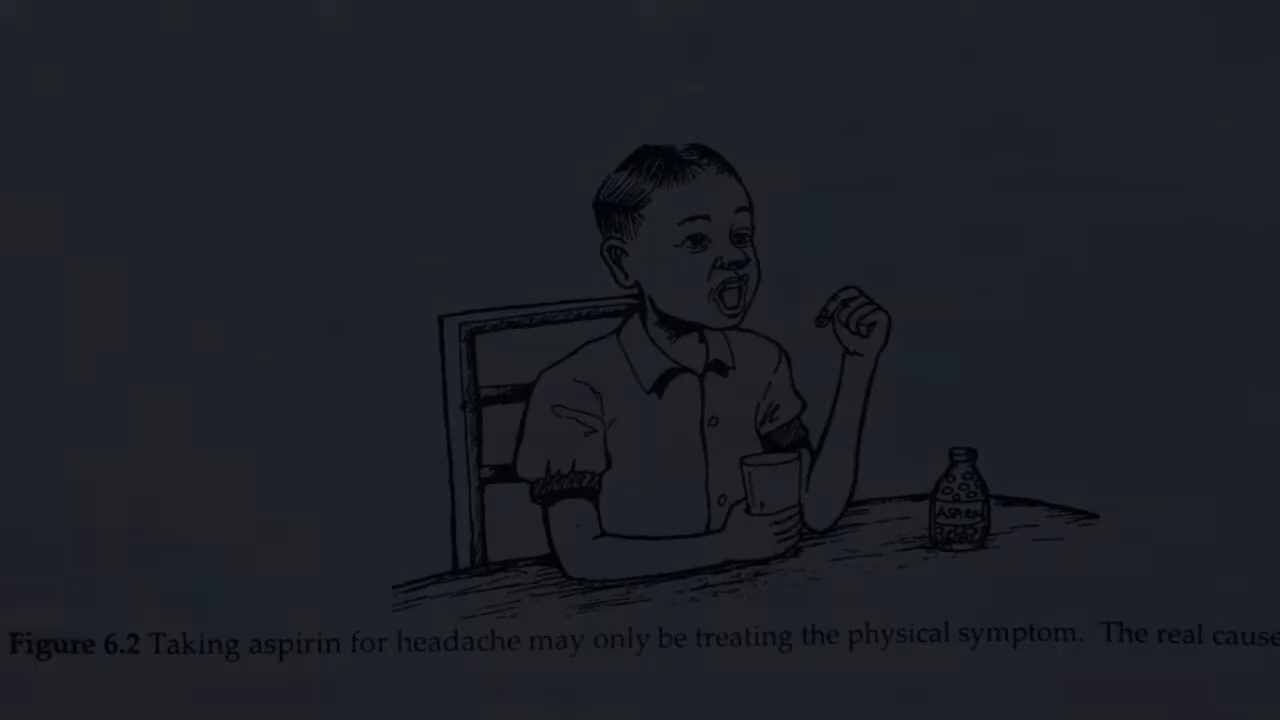 ASPIRIN
Figure 6.2 Taking aspirin for headache may only be treating the physical symptom. The real cause